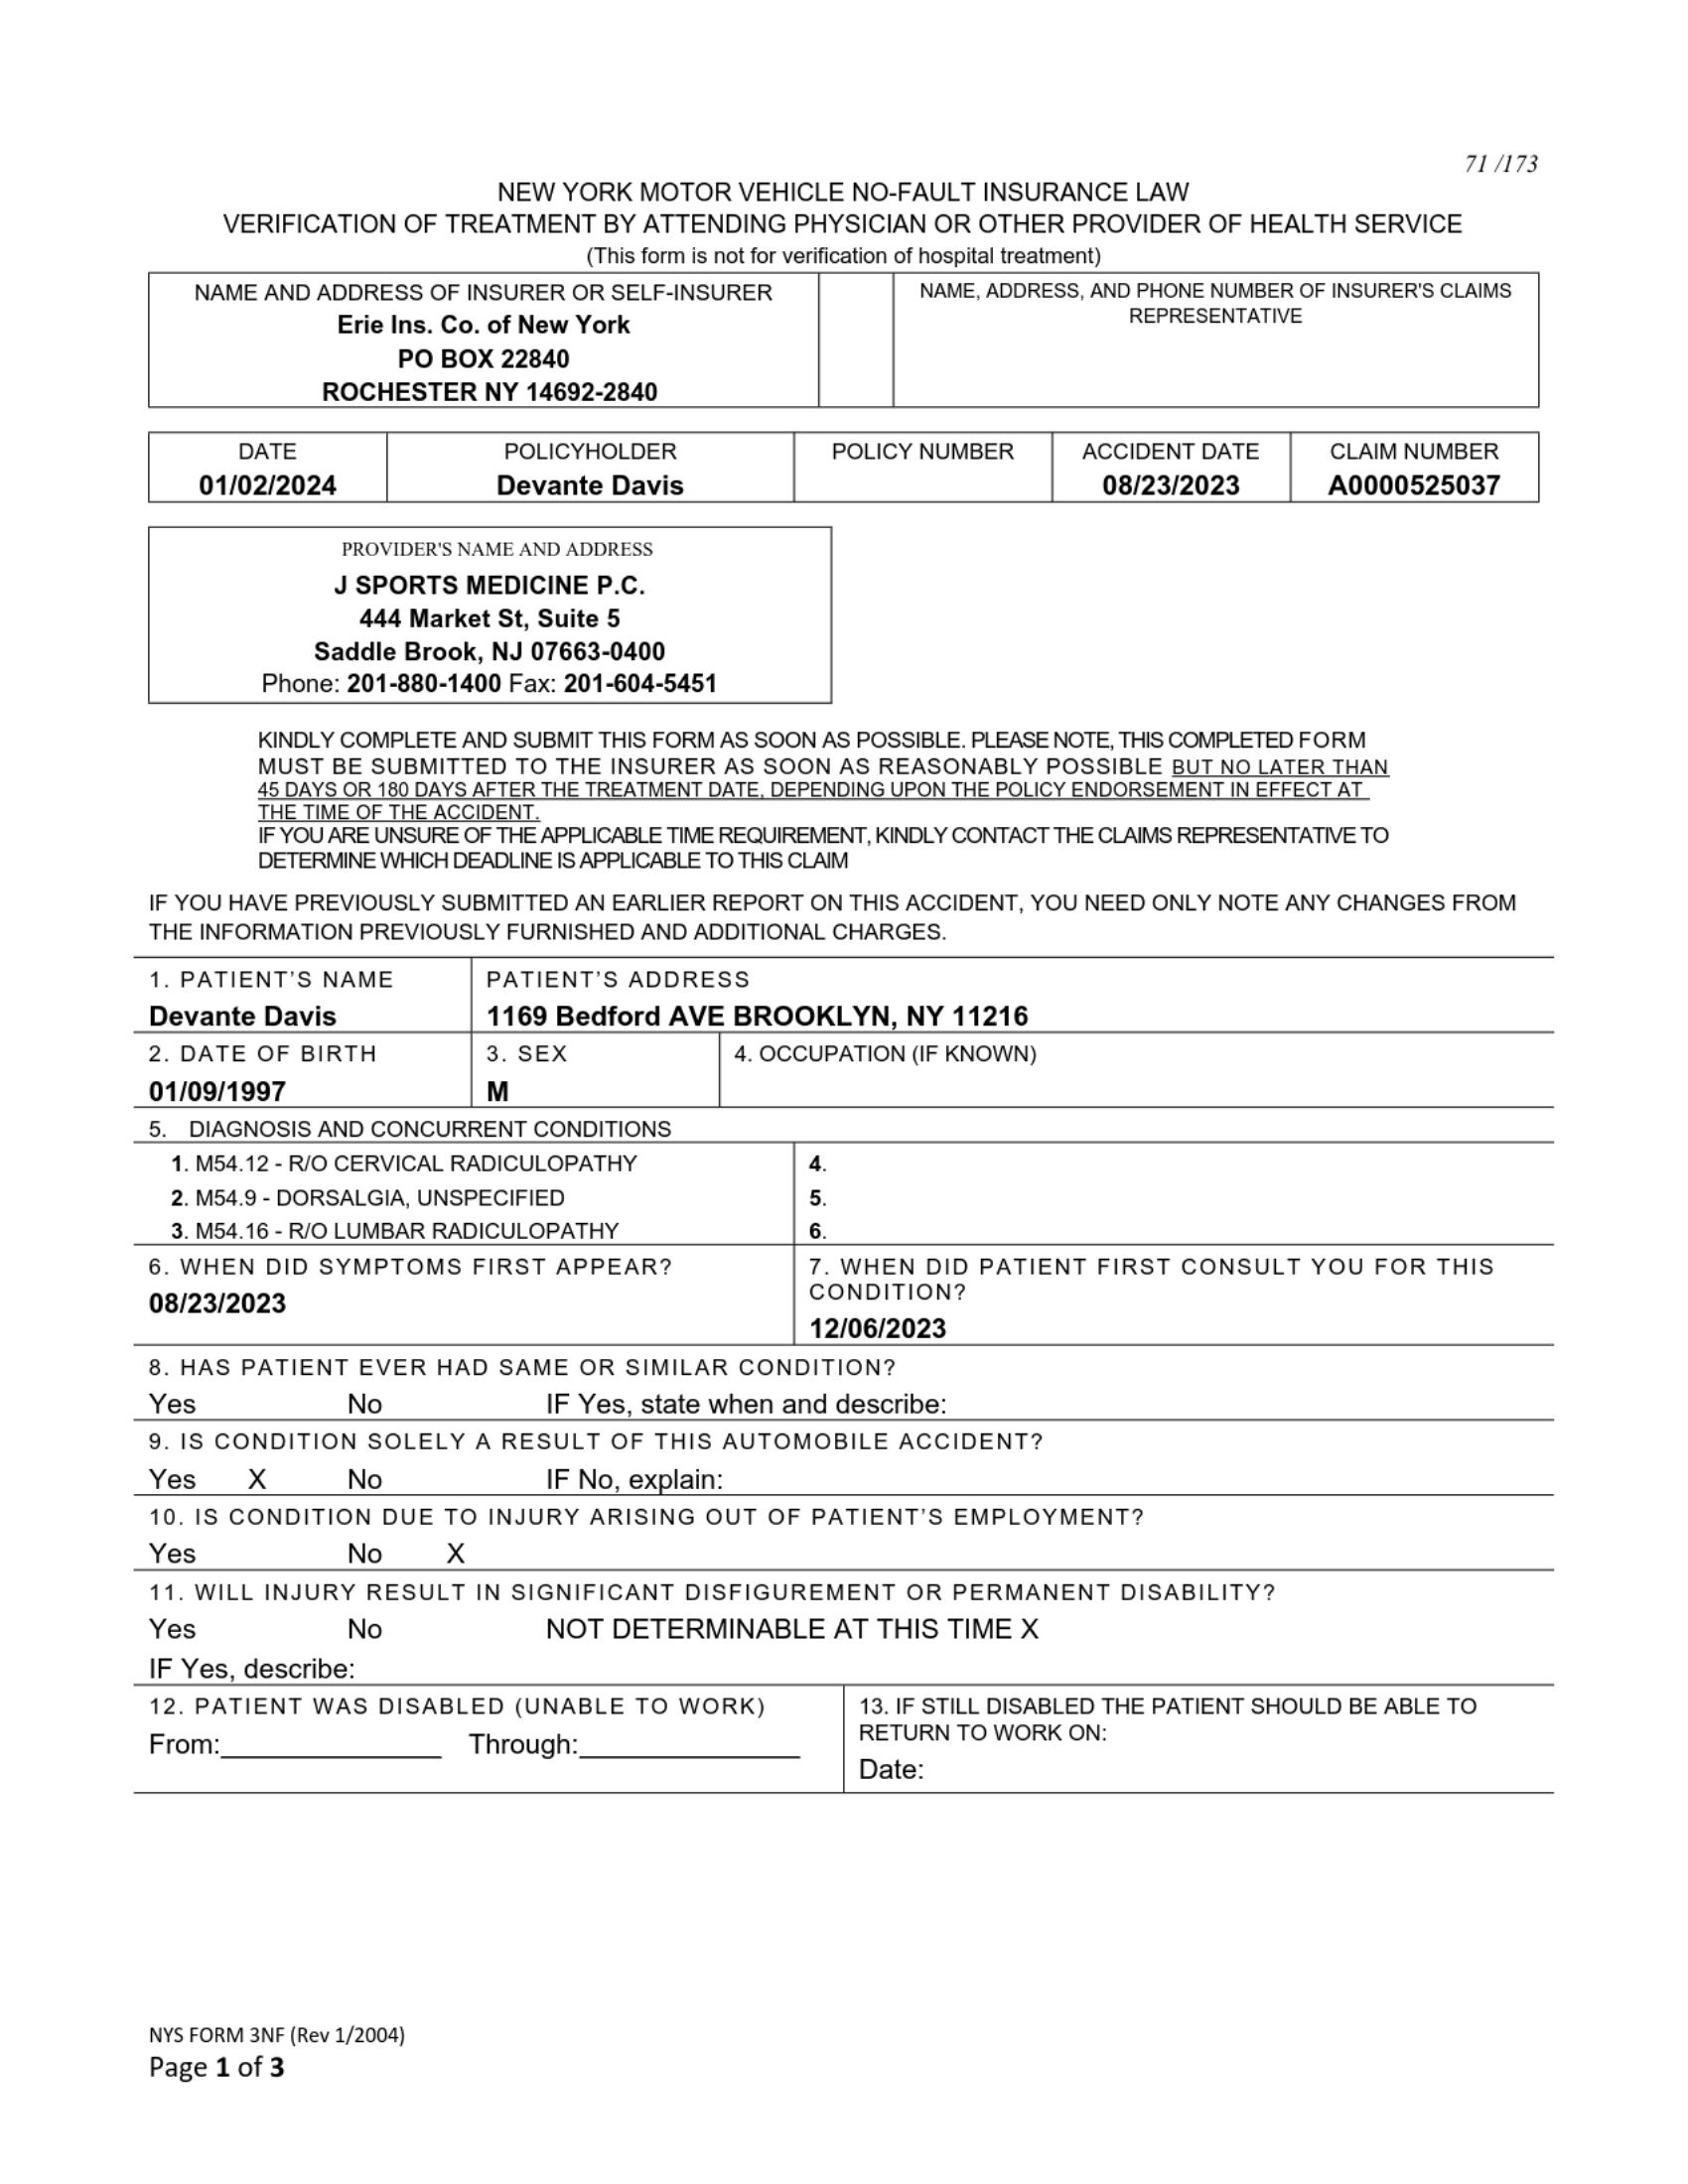 71 /173
NEW YORK MOTOR VEHICLE NO-FAULT INSURANCE LAW
VERIFICATION OF TREATMENT BY ATTENDING PHYSICIAN OR OTHER PROVIDER OF HEALTH SERVICE
(This form is not for verification of hospital treatment)
NAME AND ADDRESS OF INSURER OR SELF-INSURER
Erie Ins. Co. of New York
PO BOX 22840
ROCHESTER NY 14692-2840
NAME, ADDRESS, AND PHONE NUMBER OF INSURER'S CLAIMS
REPRESENTATIVE
DATE POLICYHOLDER POLICY NUMBER ACCIDENT DATE CLAIM NUMBER
01/02/2024 Devante Davis 08/23/2023 A0000525037
PROVIDER'S NAME AND ADDRESS
J SPORTS MEDICINE P.C.
444 Market St, Suite 5
Saddle Brook, NJ 07663-0400
Phone: 201-880-1400 Fax: 201-604-5451
KINDLY COMPLETE AND SUBMIT THIS FORM AS SOON AS POSSIBLE. PLEASE NOTE, THIS COMPLETED FORM
MUST BE SUBMITTED TO THE INSURER AS SOON AS REASONABLY POSSIBLE BUT NO LATER THAN
45 DAYS OR 180 DAYS AFTER THE TREATMENT DATE, DEPENDING UPON THE POLICY ENDORSEMENT IN EFFECT AT
THE TIME OF THE ACCIDENT.
IF YOU ARE UNSURE OF THE APPLICABLE TIME REQUIREMENT, KINDLY CONTACT THE CLAIMS REPRESENTATIVE TO
DETERMINE WHICH DEADLINE IS APPLICABLE TO THIS CLAIM
IF YOU HAVE PREVIOUSLY SUBMITTED AN EARLIER REPORT ON THIS ACCIDENT, YOU NEED ONLY NOTE ANY CHANGES FROM
THE INFORMATION PREVIOUSLY FURNISHED AND ADDITIONAL CHARGES.
1. PATIENT’S NAME PATIENT’S ADDRESS
Devante Davis 1169 Bedford AVE BROOKLYN, NY 11216
2. DATE OF BIRTH 3. SEX 4. OCCUPATION (IF KNOWN)
01/09/1997 M
5. DIAGNOSIS AND CONCURRENT CONDITIONS
1. M54.12 - R/O CERVICAL RADICULOPATHY 4.
2. M54.9 - DORSALGIA, UNSPECIFIED 5.
3. M54.16 - R/O LUMBAR RADICULOPATHY 6.
6. WHEN DID SYMPTOMS FIRST APPEAR?
08/23/2023
7. WHEN DID PATIENT FIRST CONSULT YOU FOR THIS
CONDITION?
12/06/2023
8. HAS PATIENT EVER HAD SAME OR SIMILAR CONDITION?
Yes No IF Yes, state when and describe:
9. IS CONDITION SOLELY A RESULT OF THIS AUTOMOBILE ACCIDENT?
Yes X No IF No, explain:
10. IS CONDITION DUE TO INJURY ARISING OUT OF PATIENT’S EMPLOYMENT?
Yes No X
11. WILL INJURY RESULT IN SIGNIFICANT DISFIGUREMENT OR PERMANENT DISABILITY?
Yes No NOT DETERMINABLE AT THIS TIME X
IF Yes, describe:
12. PATIENT WAS DISABLED (UNABLE TO WORK)
From:_______________ Through:_______________
13. IF STILL DISABLED THE PATIENT SHOULD BE ABLE TO
RETURN TO WORK ON:
Date:
NYS FORM 3NF (Rev 1/2004)
Page 1 of 3